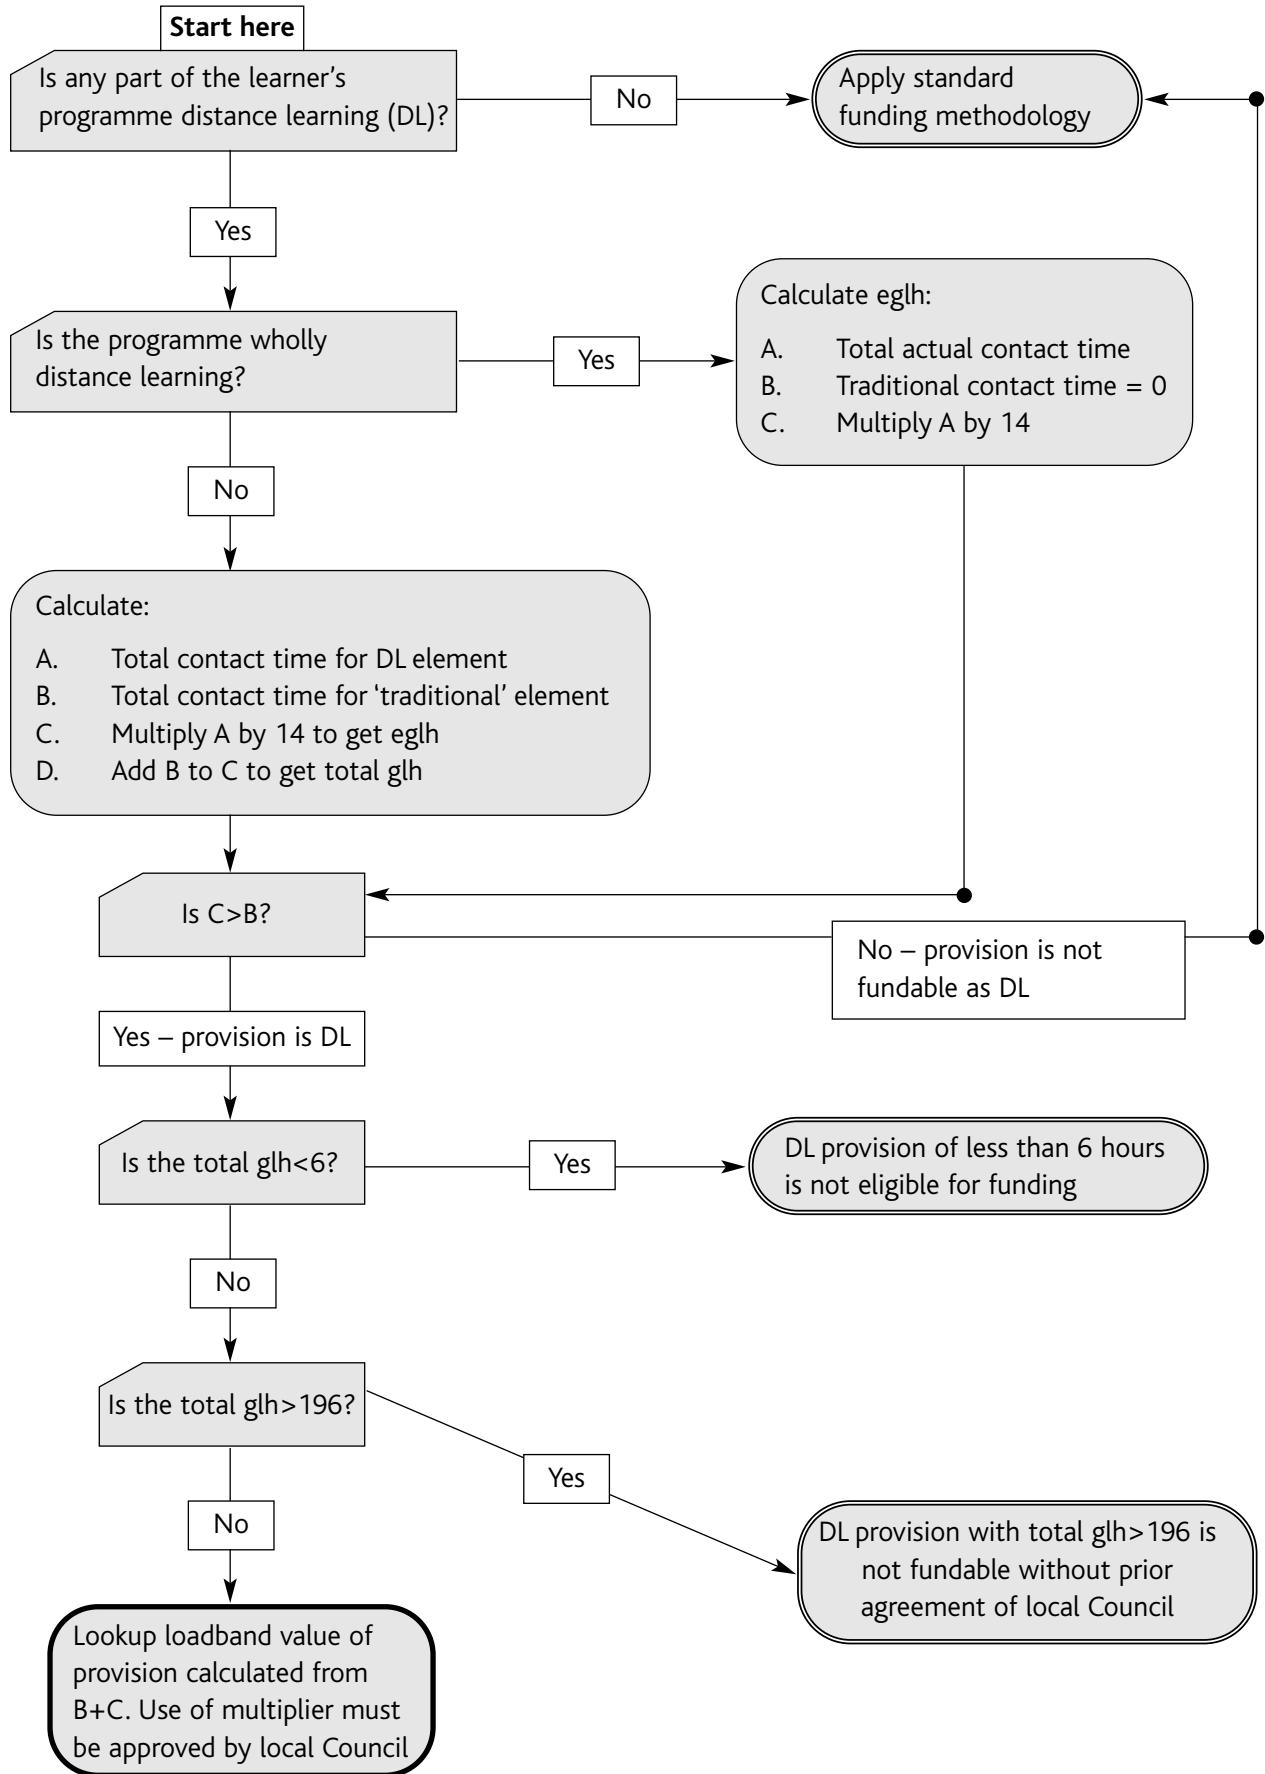 Start here
Is any part of the learner’s
programme distance learning (DL)?
No
Apply standard
funding methodology
Yes
Is the programme wholly
distance learning?
Yes
Calculate eglh:
A. Total actual contact time
B. Traditional contact time = 0
C. Multiply A by 14
No
Calculate:
A. Total contact time for DL element
B. Total contact time for ‘traditional’ element
C. Multiply A by 14 to get eglh
D. Add B to C to get total glh
Is C>B?
No – provision is not
fundable as DL
Yes – provision is DL
Is the total glh<6?
Yes
DL provision of less than 6 hours
is not eligible for funding
No
Is the total glh>196?
Yes
DL provision with total glh>196 is
not fundable without prior
agreement of local Council
No
Lookup loadband value of
provision calculated from
B+C. Use of multiplier must
be approved by local Council